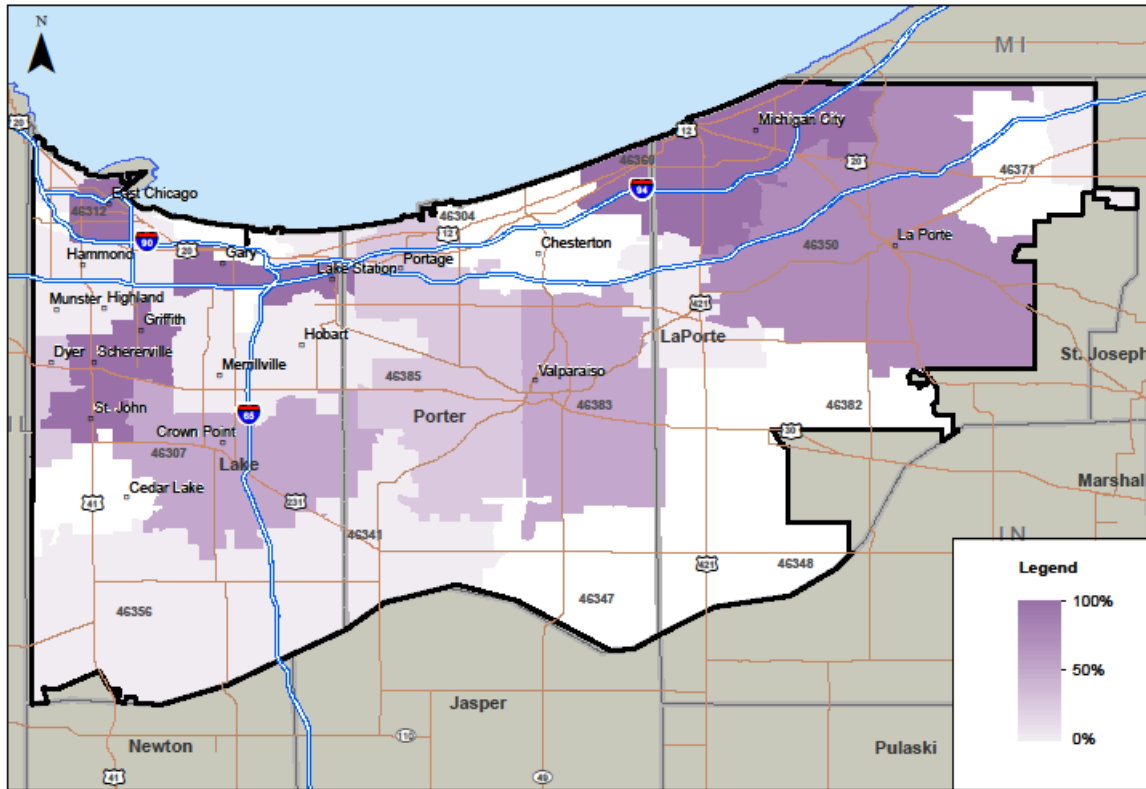 N
MI
20
Michigan City
12
46360
20
46371
East Chicago
94
46312
46304
12
90
20
Chesterton
46350
La Porte
Hammond
Gary
Lake Station
Portage
Munster
Highland
421
Griffith
Hobart
LaPorte
Dyer
Schererville
St. Joseph
Merrillville
46385
Valparaiso
St. John
65
Porter
46383
46382
IL
Crown Point
30
46307
Lake
Marshall
Cedar Lake
41
231
46341
IN
421
46348
46347
46356
Legend
100%
50%
0%
Jasper
110
Newton
Pulaski
41
49